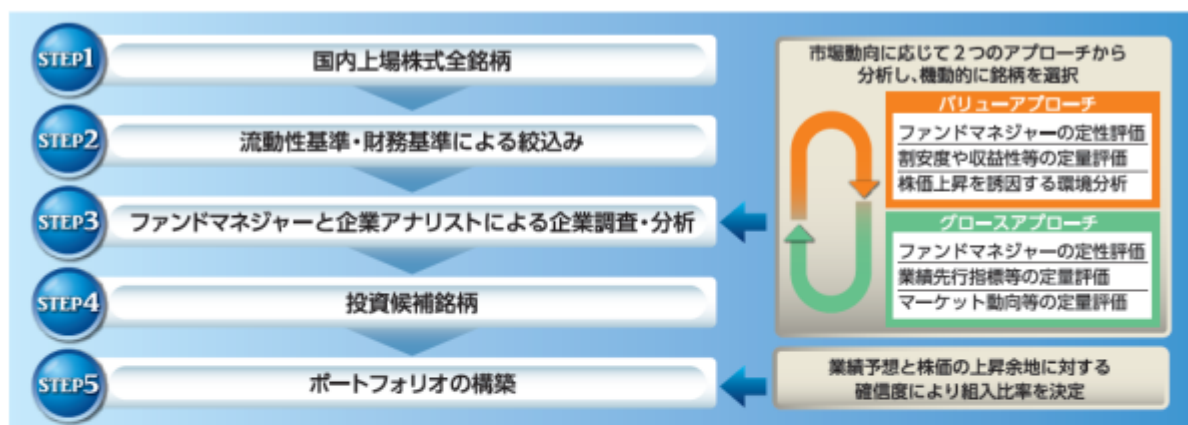 STEP1
国内上場株式全銘柄
STEP2
流動性基準・財務基準による絞込み
STEP3
ファンドマネジャーと企業アナリストによる企業調査・分析
STEP4
投資候補銘柄
STEP5
ポートフォリオの構築
市場動向に応じて2つのアプローチから
分析し、機動的に銘柄を選択
バリューアプローチ
ファンドマネジャーの定性評価
割安度や収益性等の定量評価
株価上昇を誘因する環境分析
グロースアプローチ
ファンドマネジャーの定性評価
業績先行指標等の定量評価
マーケット動向等の定量評価
業績予想と株価の上昇余地に対する
確信度により組入比率を決定